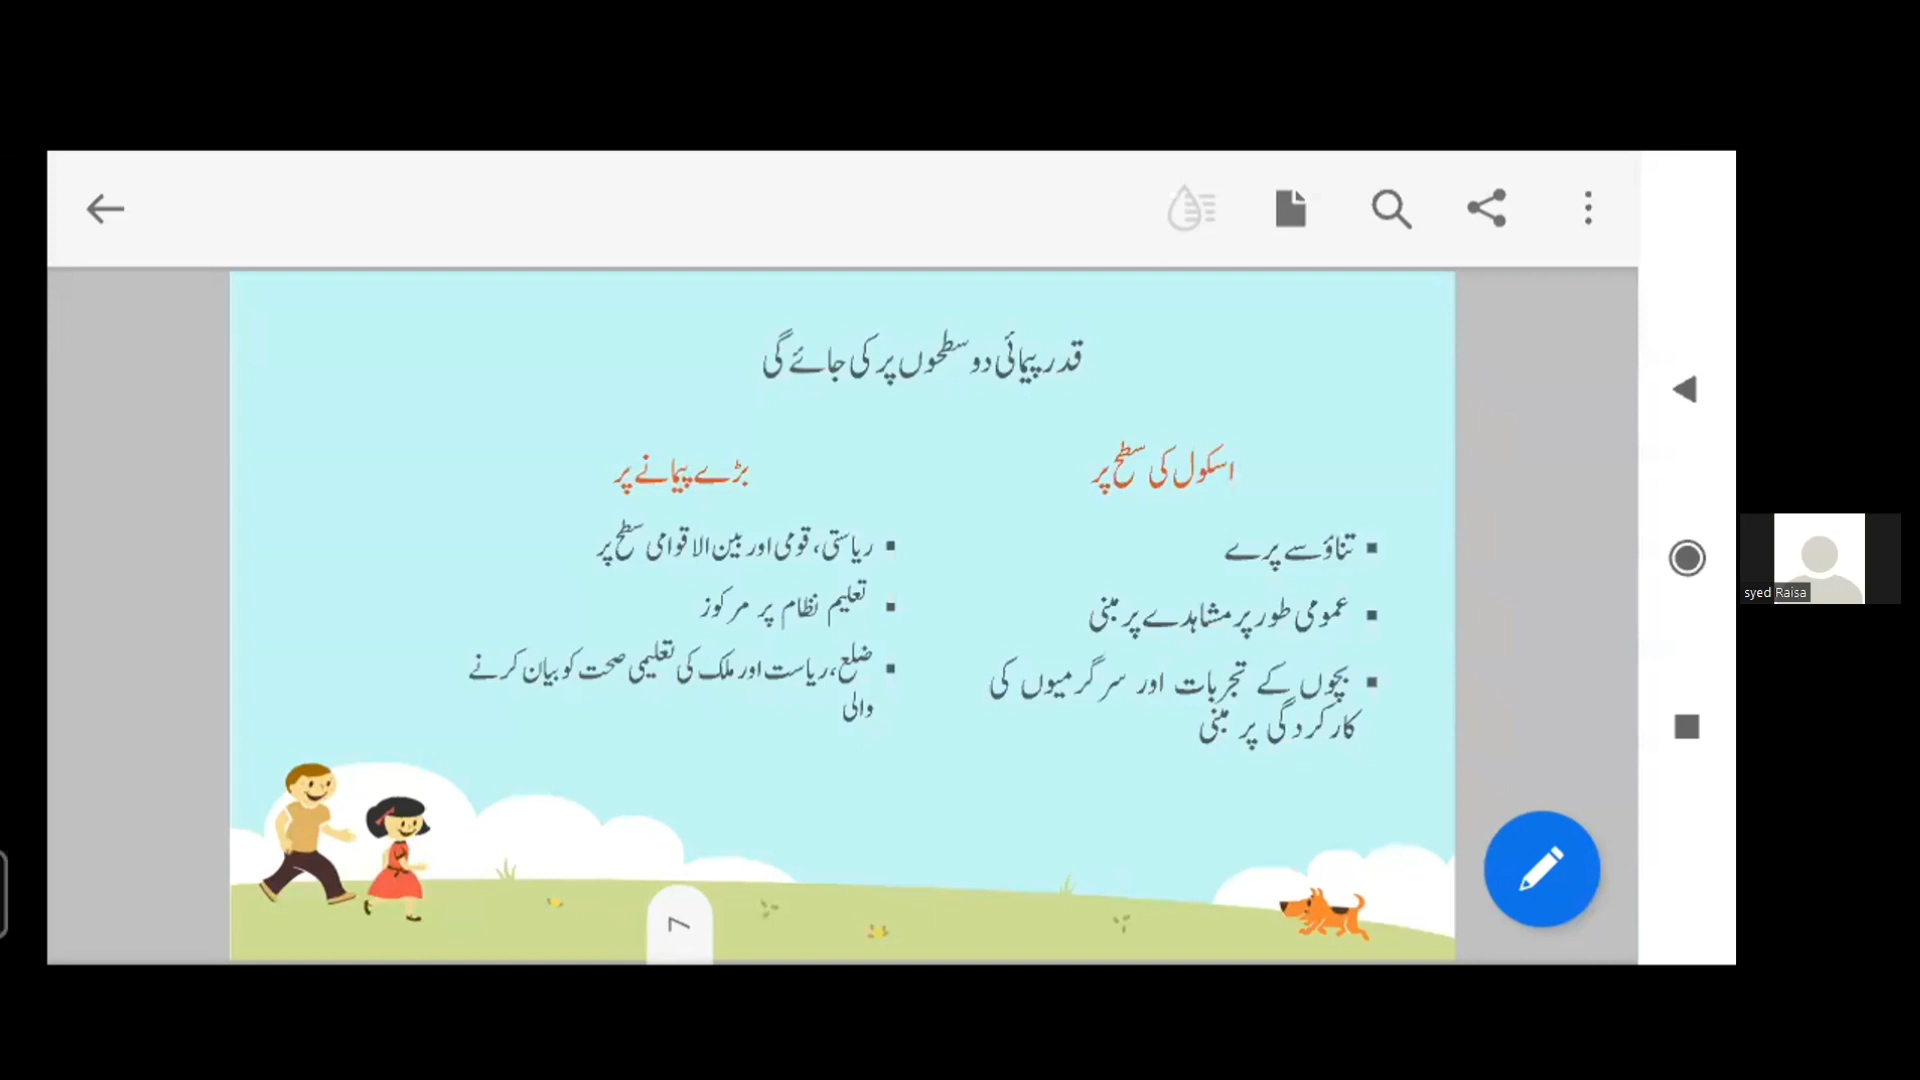 قدر پیمائی دو سطحوں پر کی جائے گی
اسکول کی سطح پر
▪ تناؤ سے پرے
▪ عمومی طور پر مشاہدے پر مبنی
▪ بچوں کے تجربات اور سرگرمیوں کی
کارکردگی پر مبنی
بڑے پیمانے پر
▪ ریاستی، قومی اور بین الاقوامی سطح پر
▪ تعلیم نظام پر مرکوز
▪ ضلع، ریاست اور ملک کی تعلیمی صحت کو بیان کرنے
والی
7
syed Raisa